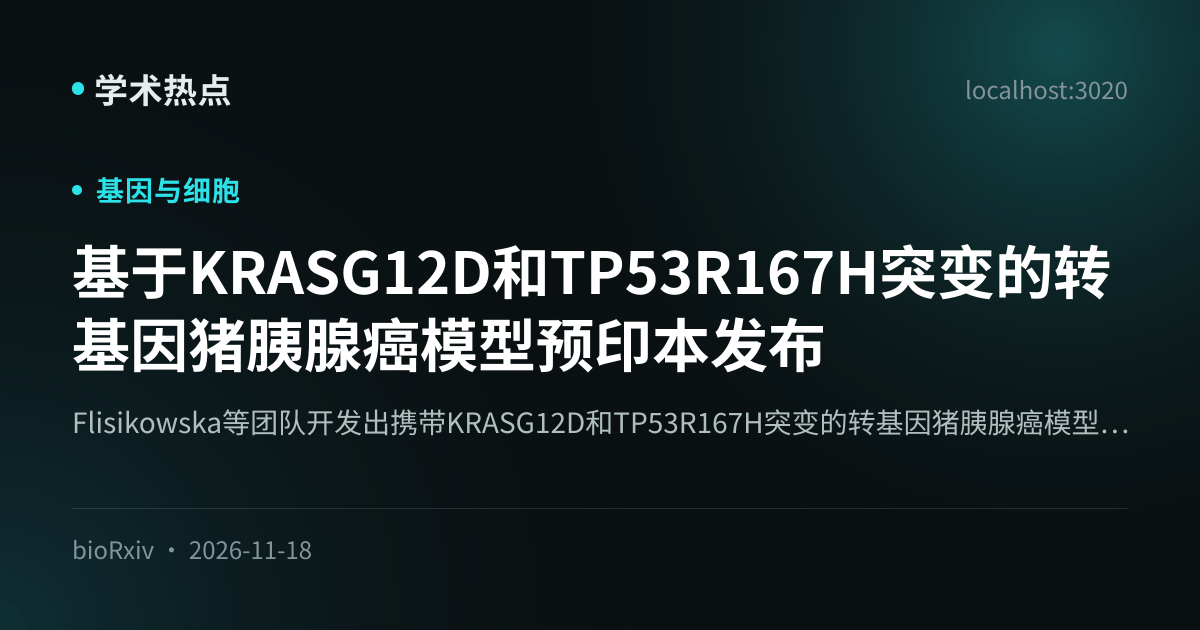 学术热点
localhost:3020
基因与细胞
基于KRASG12D和TP53R167H突变的转
基因猪胰腺癌模型预印本发布
Flisikowska等团队开发出携带KRASG12D和TP53R167H突变的转基因猪胰腺癌模型…
bioRxiv · 2026-11-18